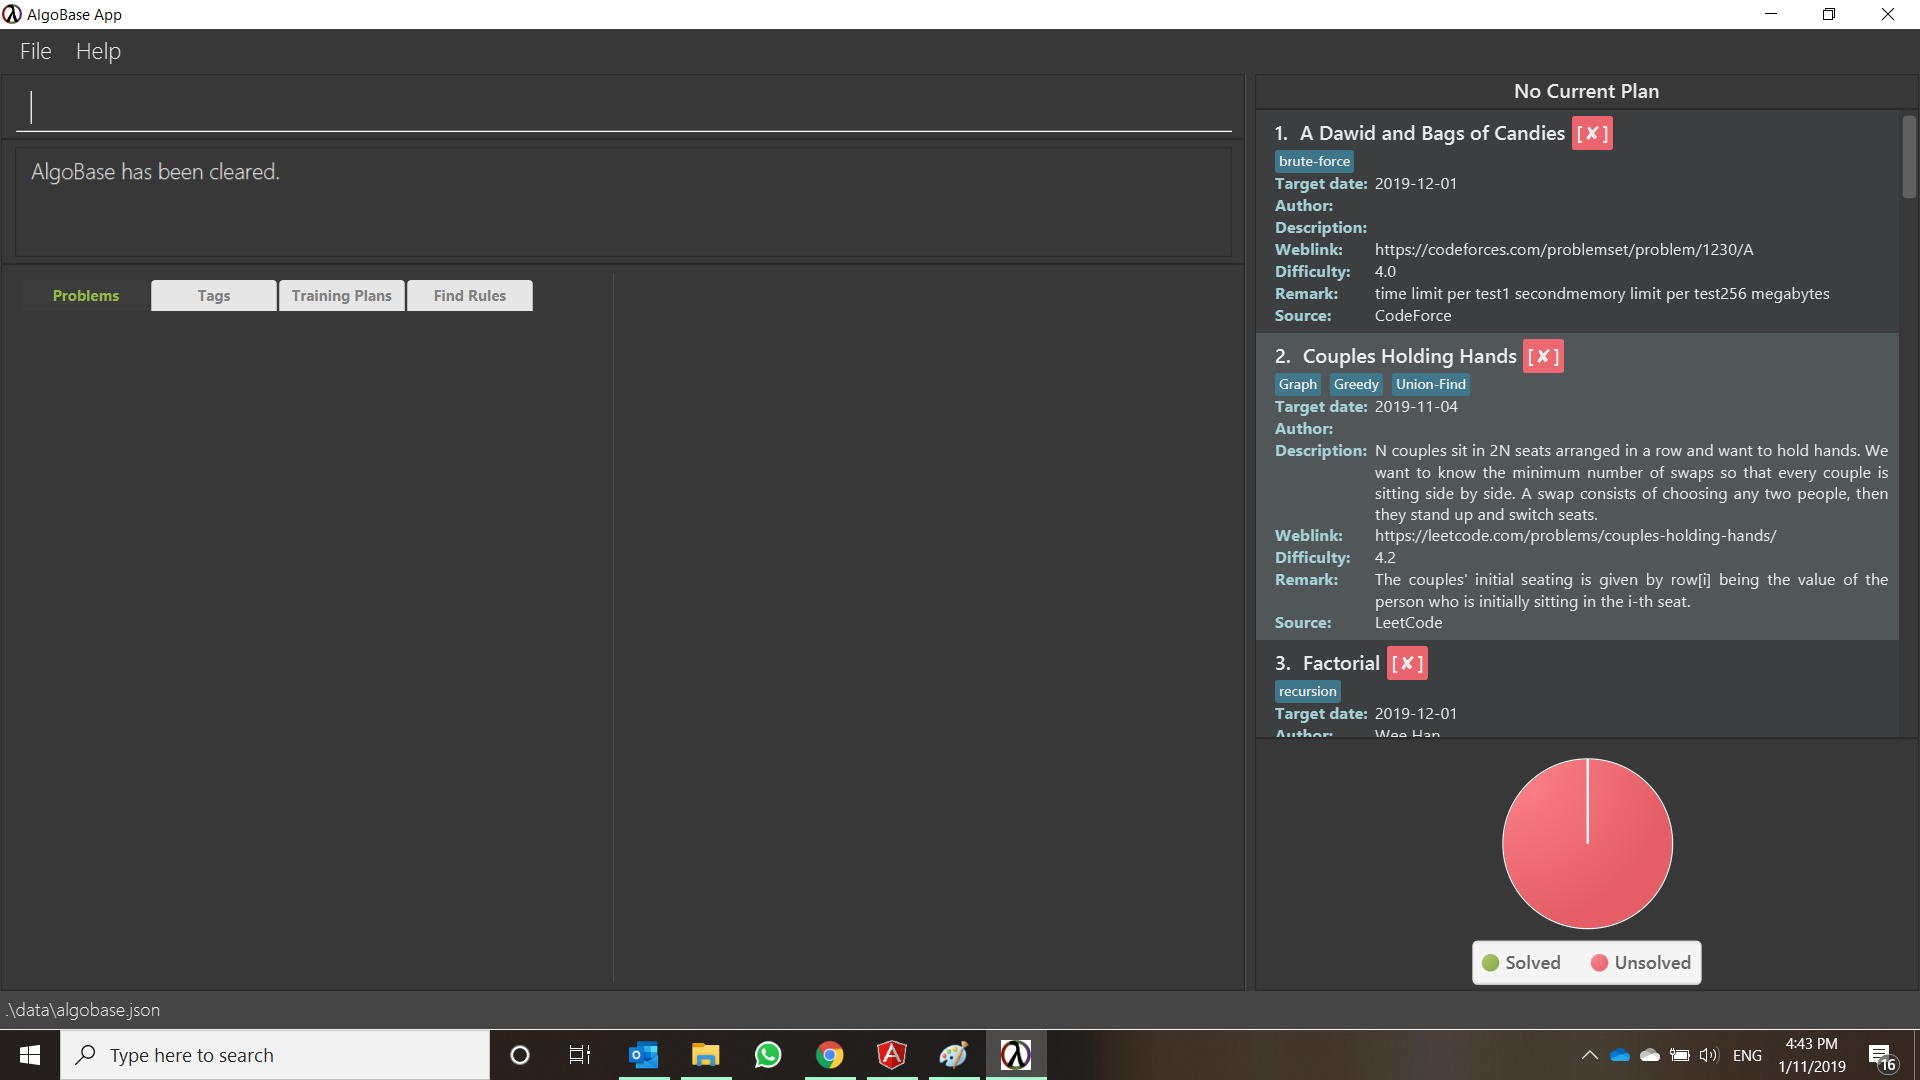 AlgoBase App
File Help
AlgoBase has been cleared.
Problems Tags Training Plans Find Rules
No Current Plan
1. A Dawid and Bags of Candies [✘]
brute-force
Target date: 2019-12-01
Author:
Description:
Weblink: https://codeforces.com/problemset/problem/1230/A
Difficulty: 4.0
Remark: time limit per test1 secondmemory limit per test256 megabytes
Source: CodeForce
2. Couples Holding Hands [✘]
Graph Greedy Union-Find
Target date: 2019-11-04
Author:
Description: N couples sit in 2N seats arranged in a row and want to hold hands. We
want to know the minimum number of swaps so that every couple is
sitting side by side. A swap consists of choosing any two people, then
they stand up and switch seats.
Weblink: https://leetcode.com/problems/couples-holding-hands/
Difficulty: 4.2
Remark: The couples' initial seating is given by row[i] being the value of the
person who is initially sitting in the i-th seat.
Source: LeetCode
3. Factorial [✘]
recursion
Target date: 2019-12-01
Author: Wee Han
Solved Unsolved
.\data\algobase.json
Type here to search
ENG
4:43 PM
1/11/2019
16